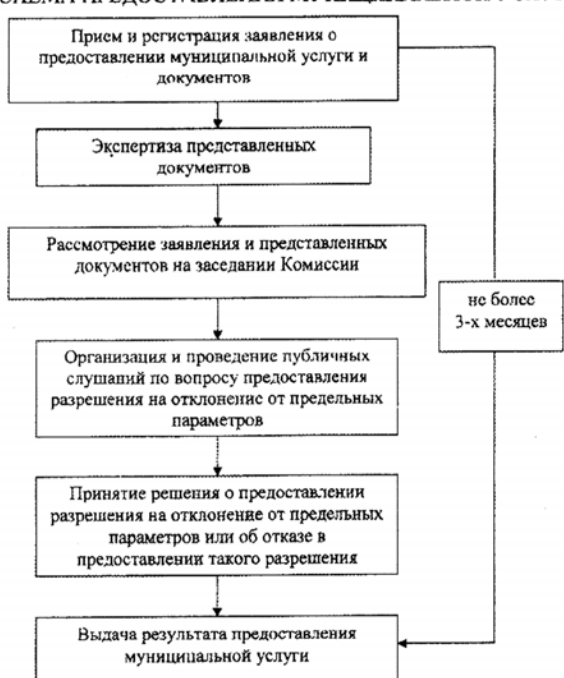 Прием и регистрация заявления о
предоставлении муниципальной услуги и
документов
Экспертиза представленных
документов
Рассмотрение заявления и представленных
документов на заседании Комиссии
не более
3-х месяцев
Организация и проведение публичных
слушаний по вопросу предоставления
разрешения на отклонение от предельных
параметров
Принятие решения о предоставлении
разрешения на отклонение от предельных
параметров или об отказе в
предоставлении такого разрешения
Выдача результата предоставления
муниципальной услуги